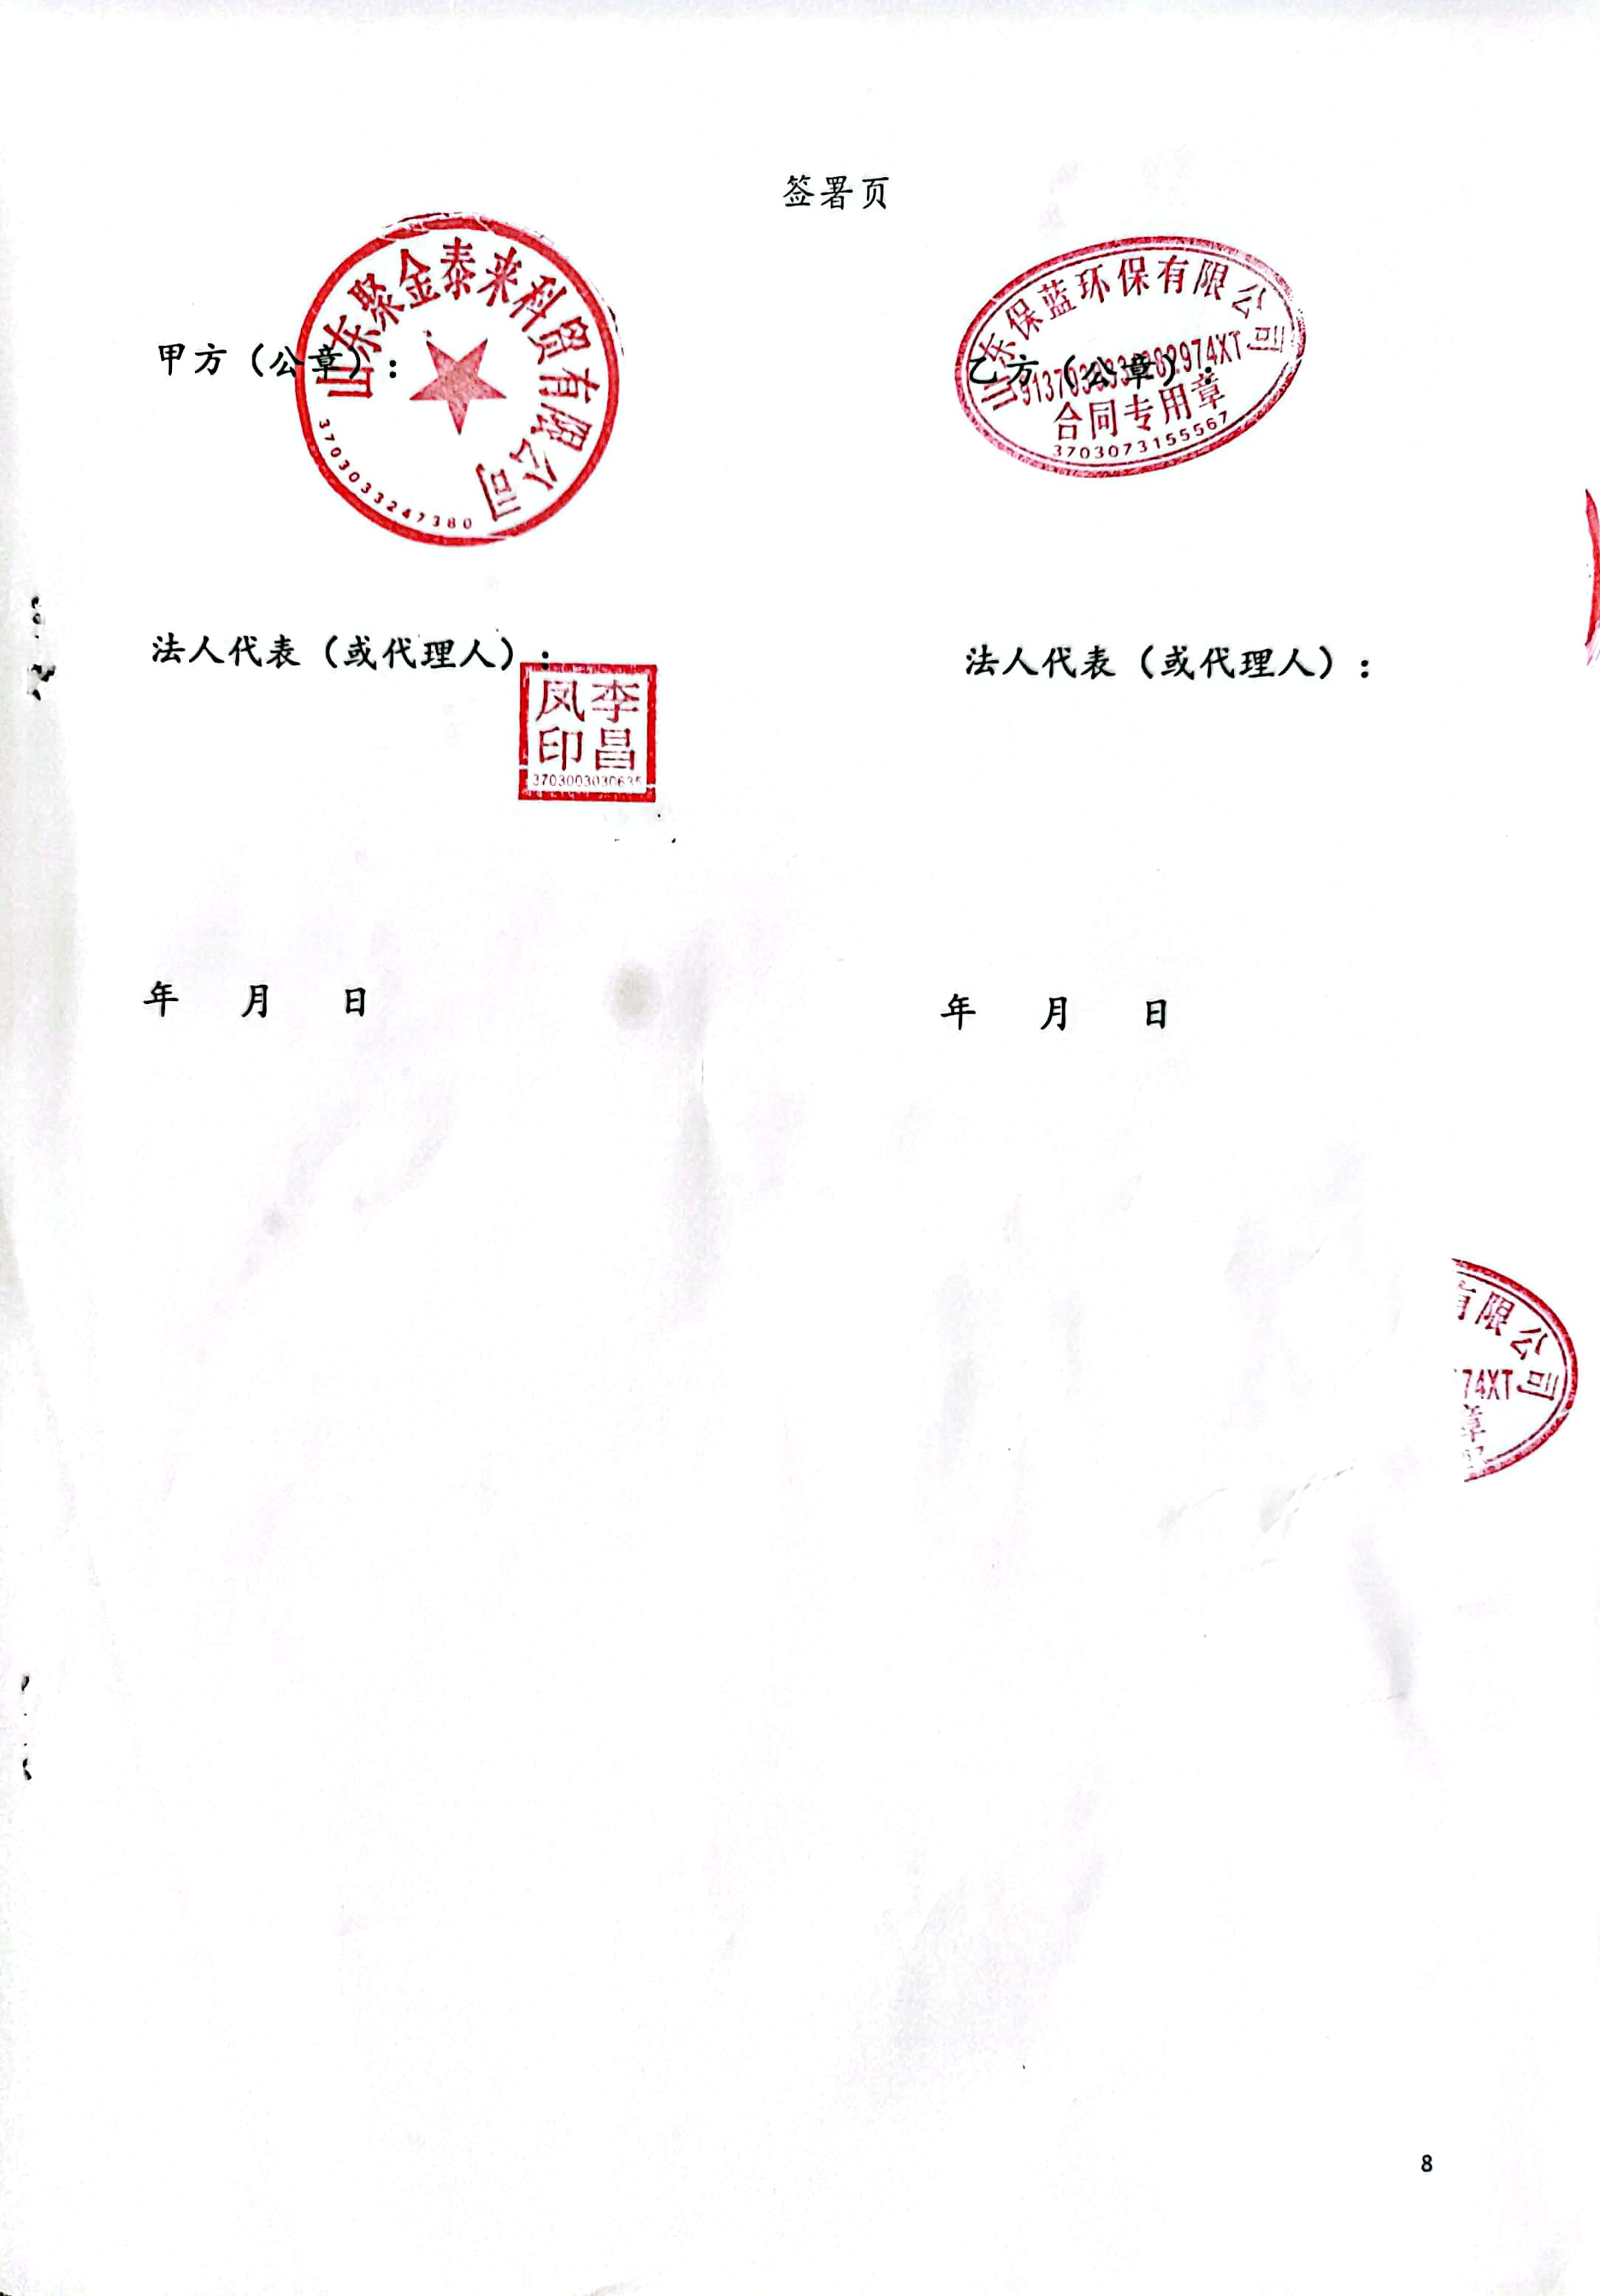 签署页
甲方（公章）：
山东聚金泰来科贸有限公司
3703033247380
乙方（公章）：
山东保蓝环保有限公司
合同专用章
3703073155567
法人代表（或代理人）：
李昌凤印
3703003030635
法人代表（或代理人）：
年 月 日
年 月 日
有限公司
74XT
章
8